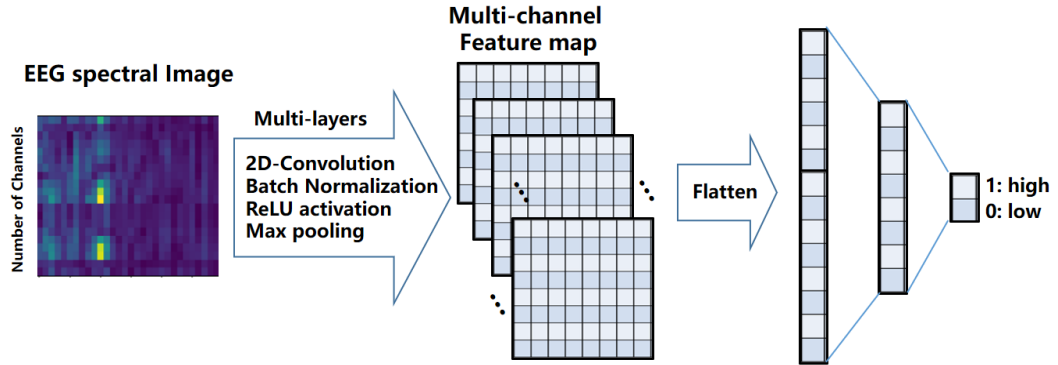 EEG spectral Image
Number of Channels
Multi-layers
2D-Convolution
Batch Normalization
ReLU activation
Max pooling
Multi-channel
Feature map
Flatten
1: high
0: low